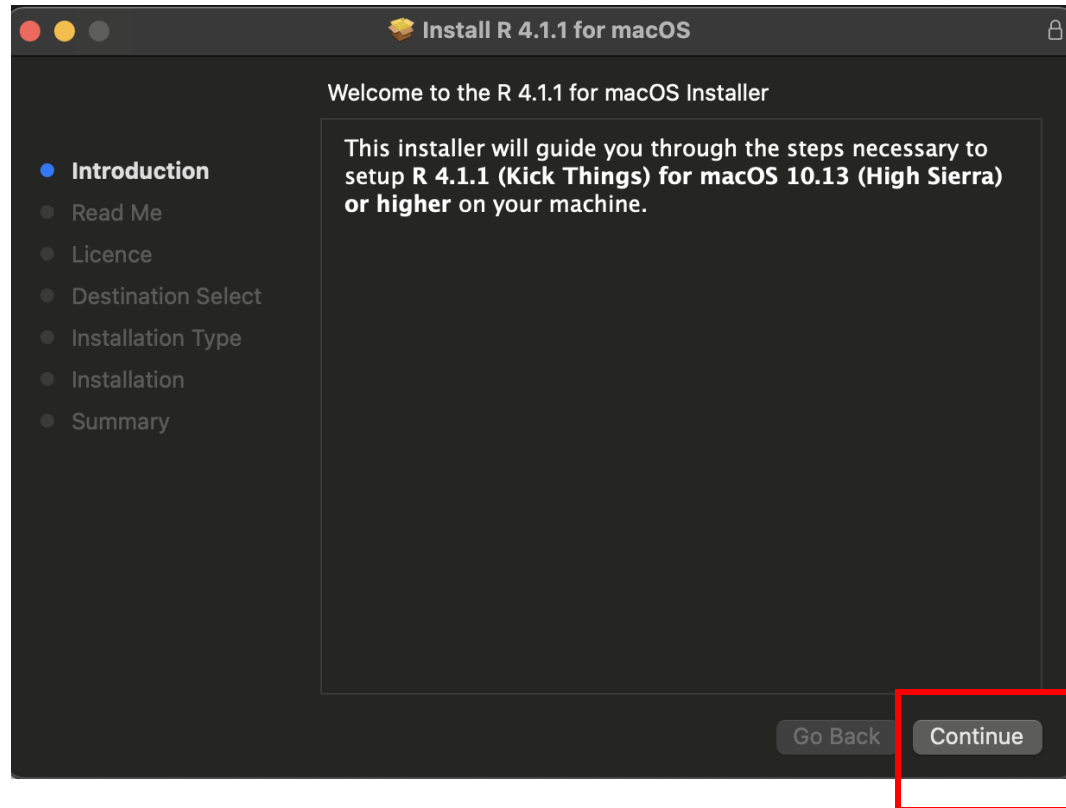 Install R 4.1.1 for macOS
Welcome to the R 4.1.1 for macOS Installer
Introduction
Read Me
Licence
Destination Select
Installation Type
Installation
Summary
This installer will guide you through the steps necessary to
setup R 4.1.1 (Kick Things) for macOS 10.13 (High Sierra)
or higher on your machine.
Go Back
Continue